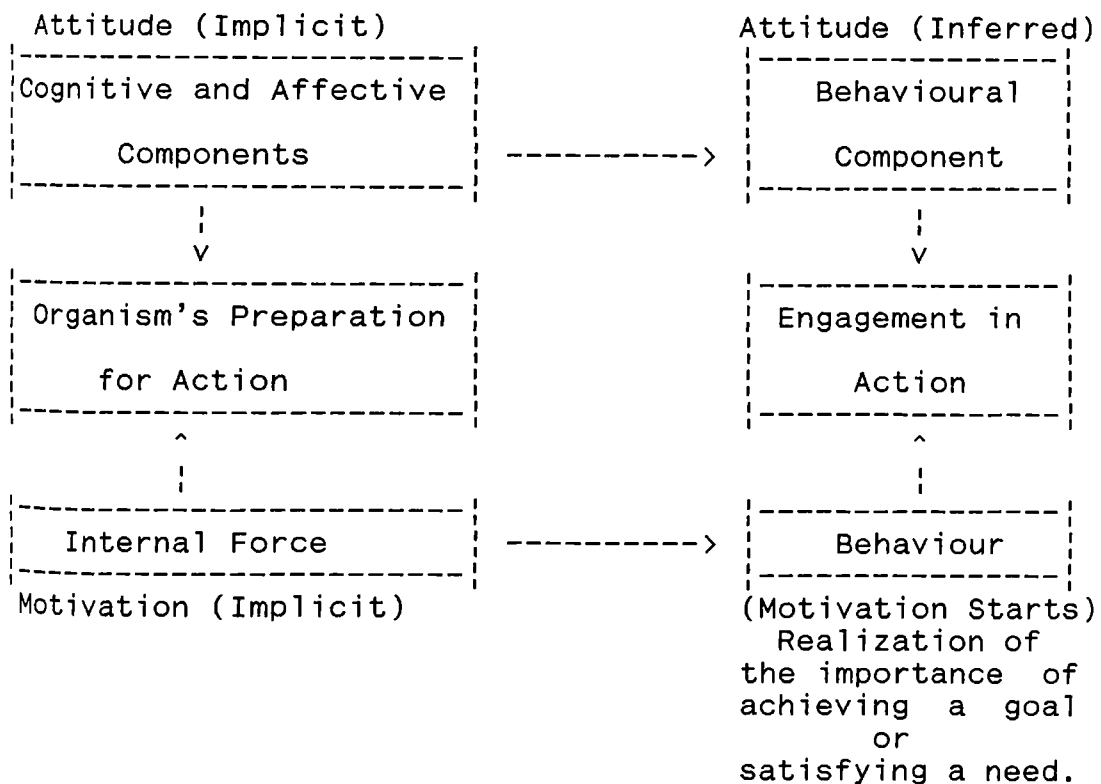 Attitude (Implicit)
Attitude (Inferred)
Cognitive and Affective
Components
Behavioural
Component
Organism's Preparation
for Action
Engagement in
Action
Internal Force
Behaviour
Motivation (Implicit)
(Motivation Starts)
Realization of
the importance of
achieving a goal
or
satisfying a need.